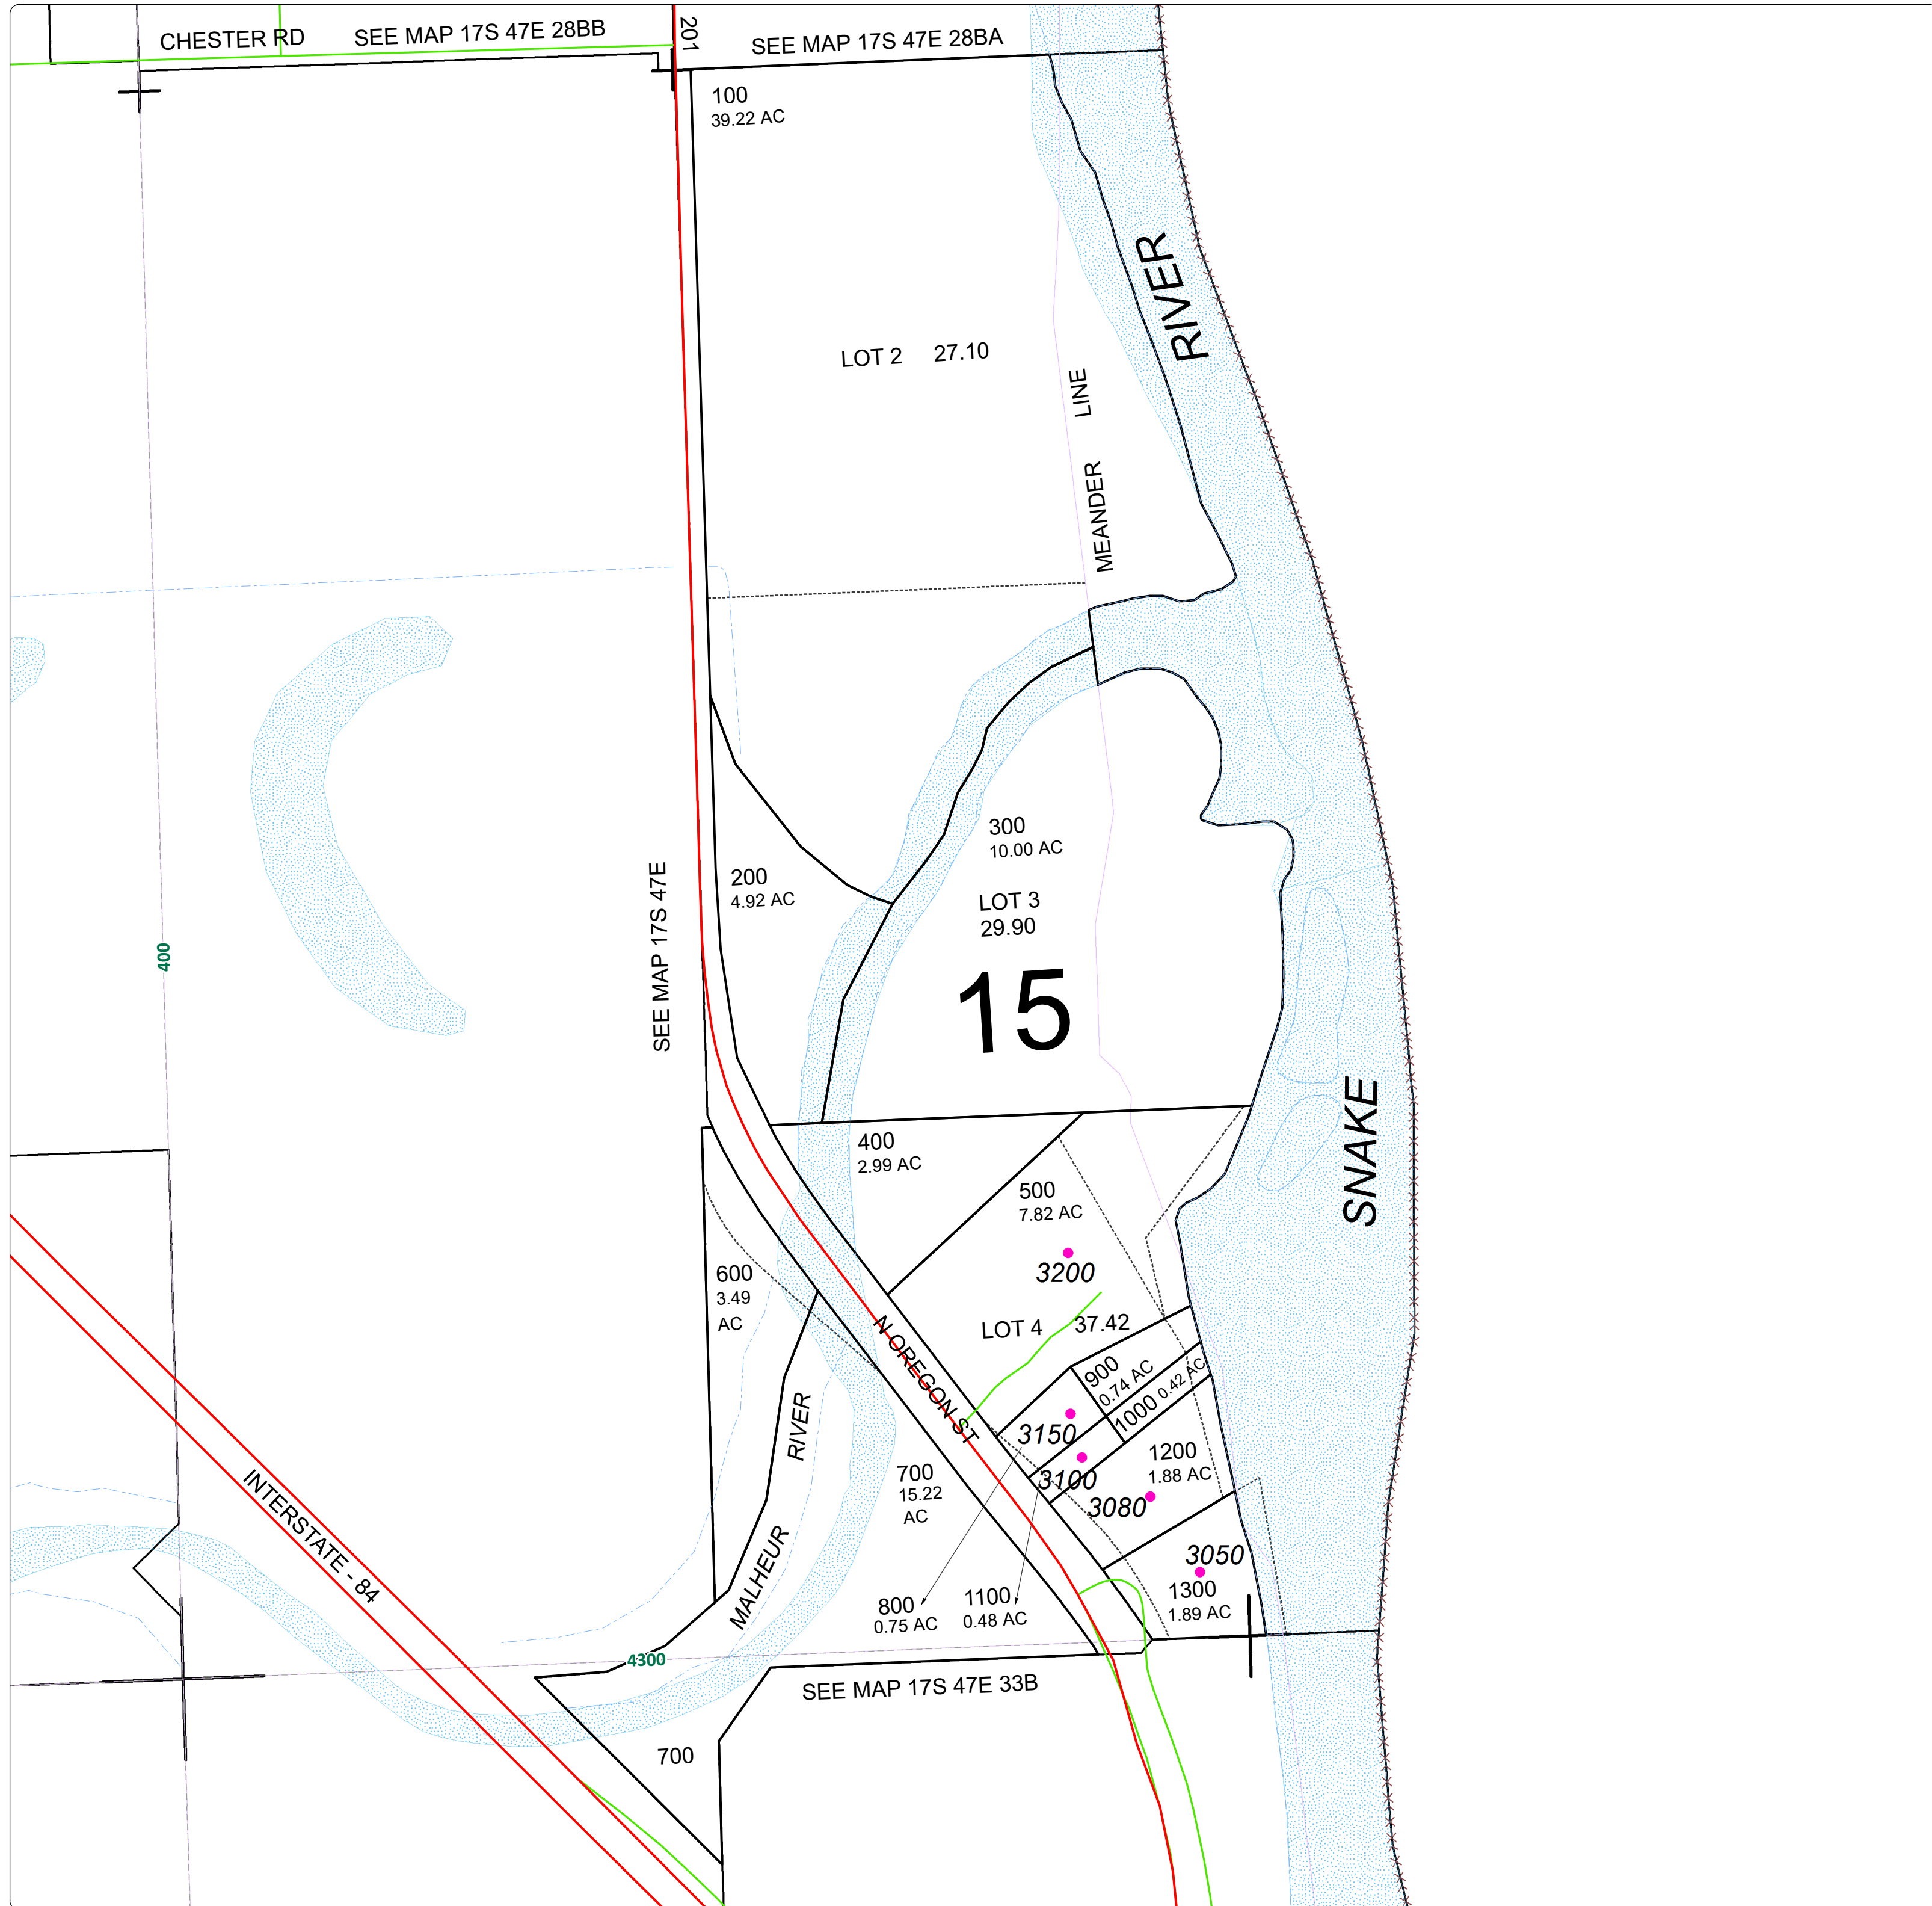 CHESTER RD
SEE MAP 17S 47E 28BB
201
SEE MAP 17S 47E 28BA
100
39.22 AC
RIVER
LOT 2 27.10
MEANDER LINE
300
10.00 AC
200
4.92 AC
LOT 3
29.90
SEE MAP 17S 47E
400
15
SNAKE
400
2.99 AC
500
7.82 AC
3200
600
3.49
AC
LOT 4 37.42
N OREGON ST
900
0.74 AC
1000 0.42 AC
3150
3100
1200
1.88 AC
3080
RIVER
700
15.22
AC
INTERSTATE - 84
MALHEUR
3050
1300
1.89 AC
800
0.75 AC
1100
0.48 AC
4300
SEE MAP 17S 47E 33B
700